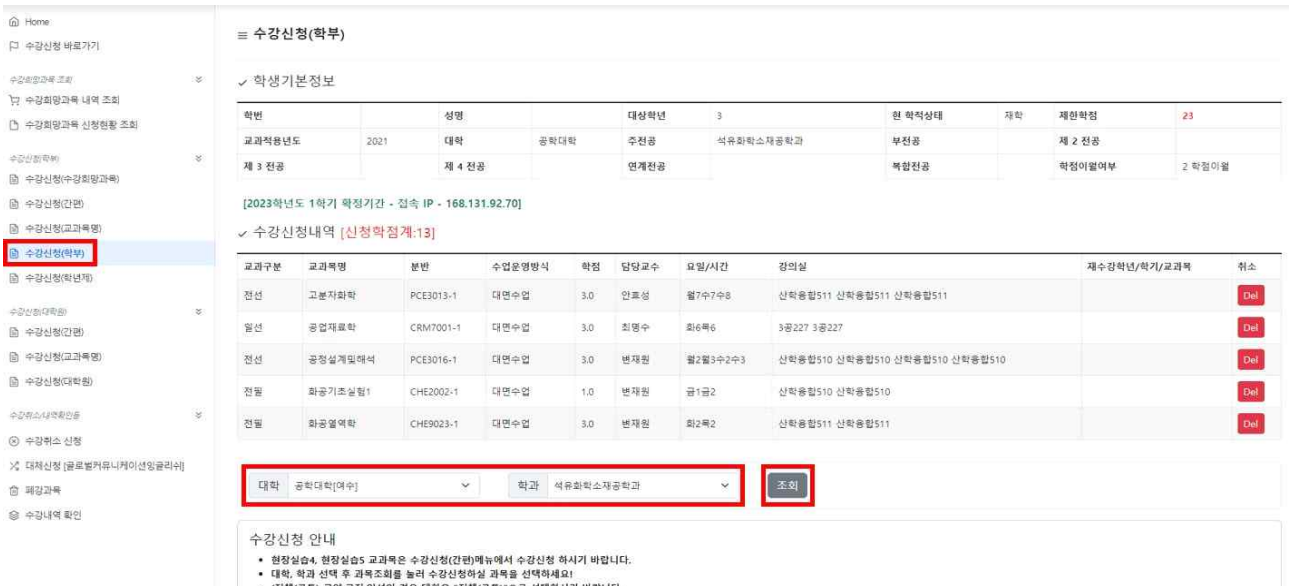 Home
수강신청 바로가기
수강희망과목 조회
수강희망과목 내역 조회
수강희망과목 신청현황 조회
수강신청(학부)
수강신청(수강희망과목)
수강신청(간편)
수강신청(교과목명)
수강신청(학부)
수강신청(학년제)
수강신청(대학원)
수강신청(간편)
수강신청(교과목명)
수강신청(대학원)
수강취소/내역확인등
수강취소 신청
대체신청 [글로벌커뮤니케이션잉글리쉬]
폐강과목
수강내역 확인
수강신청(학부)
학생기본정보
학번 성명 대상학년 3 현 학적상태 재학 제한학점 23
교과적용년도 2021 대학 공학대학 주전공 석유화학소재공학과 부전공 제 2 전공
제 3 전공 제 4 전공 연계전공 복합전공 학점이월여부 2 학점이월
[2023학년도 1학기 확정기간 - 접속 IP - 168.131.92.70]
수강신청내역 [신청학점계:13]
교과구분 교과목명 분반 수업운영방식 학점 담당교수 요일/시간 강의실 재수강학년/학기/교과목 취소
전선 고분자화학 PCE3013-1 대면수업 3.0 안효성 월7수7수8 산학융합511 산학융합511 산학융합511 Del
일선 공업재료학 CRM7001-1 대면수업 3.0 최명수 화6목6 3공227 3공227 Del
전선 공정설계및해석 PCE3016-1 대면수업 3.0 변재원 월2월3수2수3 산학융합510 산학융합510 산학융합510 산학융합510 Del
전필 화공기초실험1 CHE2002-1 대면수업 1.0 변재원 금1금2 산학융합510 산학융합510 Del
전필 화공열역학 CHE9023-1 대면수업 3.0 변재원 화2목2 산학융합511 산학융합511 Del
대학 공학대학[여수] 학과 석유화학소재공학과 조회
수강신청 안내
• 현장실습4, 현장실습5 교과목은 수강신청(간편)메뉴에서 수강신청 하시기 바랍니다.
• 대학, 학과 선택 후 과목조회를 눌러 수강신청하실 과목을 선택하세요!